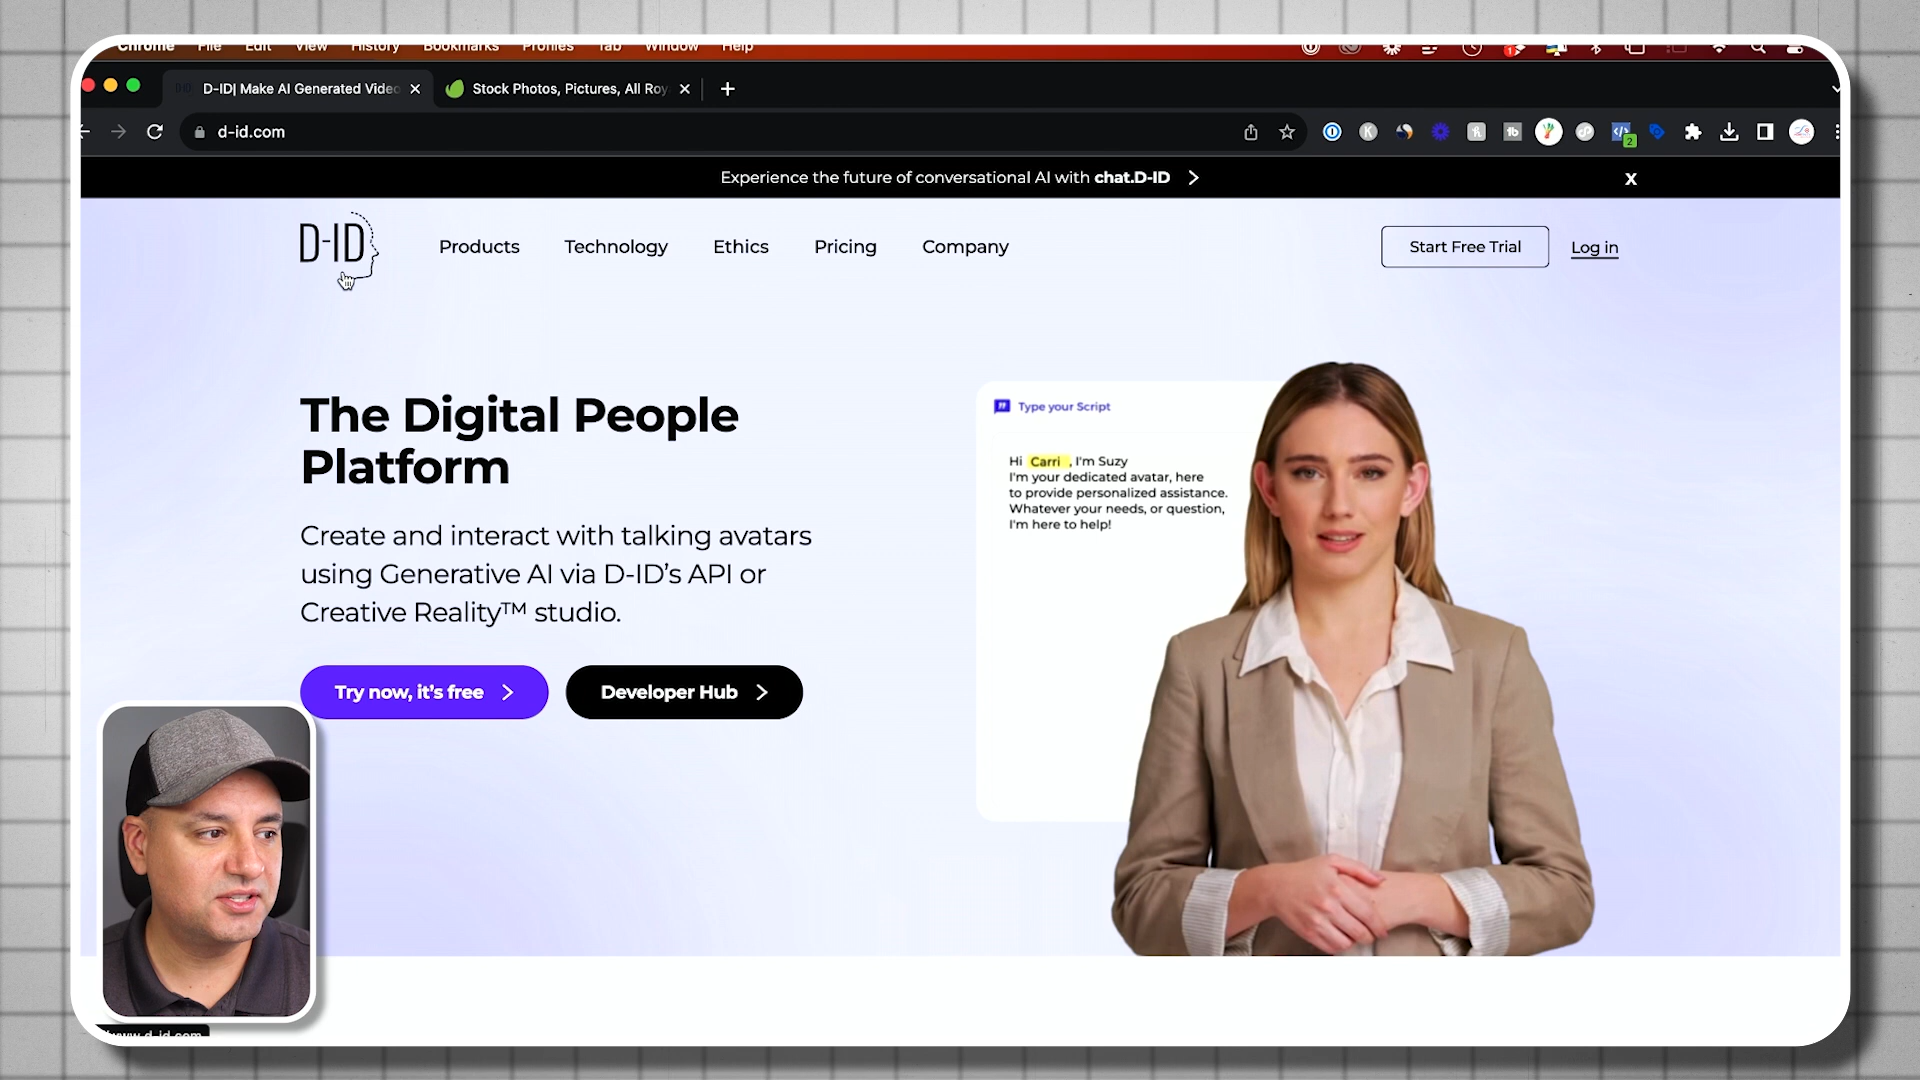 Chrome File Edit View History Bookmarks Profiles Tab Window Help
D-ID| Make AI Generated Video
Stock Photos, Pictures, All Roy
d-id.com
2
Experience the future of conversational AI with chat.D-ID
X
D-ID
Products
Technology
Ethics
Pricing
Company
Start Free Trial
Log in
The Digital People
Platform
Create and interact with talking avatars
using Generative AI via D-ID's API or
Creative Reality™ studio.
Try now, it's free
Developer Hub
Type your Script
Hi Carri , I'm Suzy
I'm your dedicated avatar, here
to provide personalized assistance.
Whatever your needs, or question,
I'm here to help!